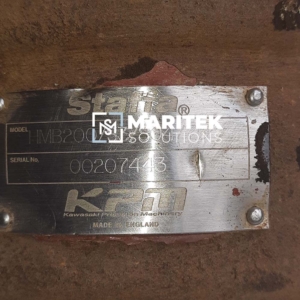 Staffa®
MARITEK
SOLUTIONS
MODEL HMB200
SERIAL No. 00207443
KPM
Kawasaki Precision Machinery
MADE IN ENGLAND